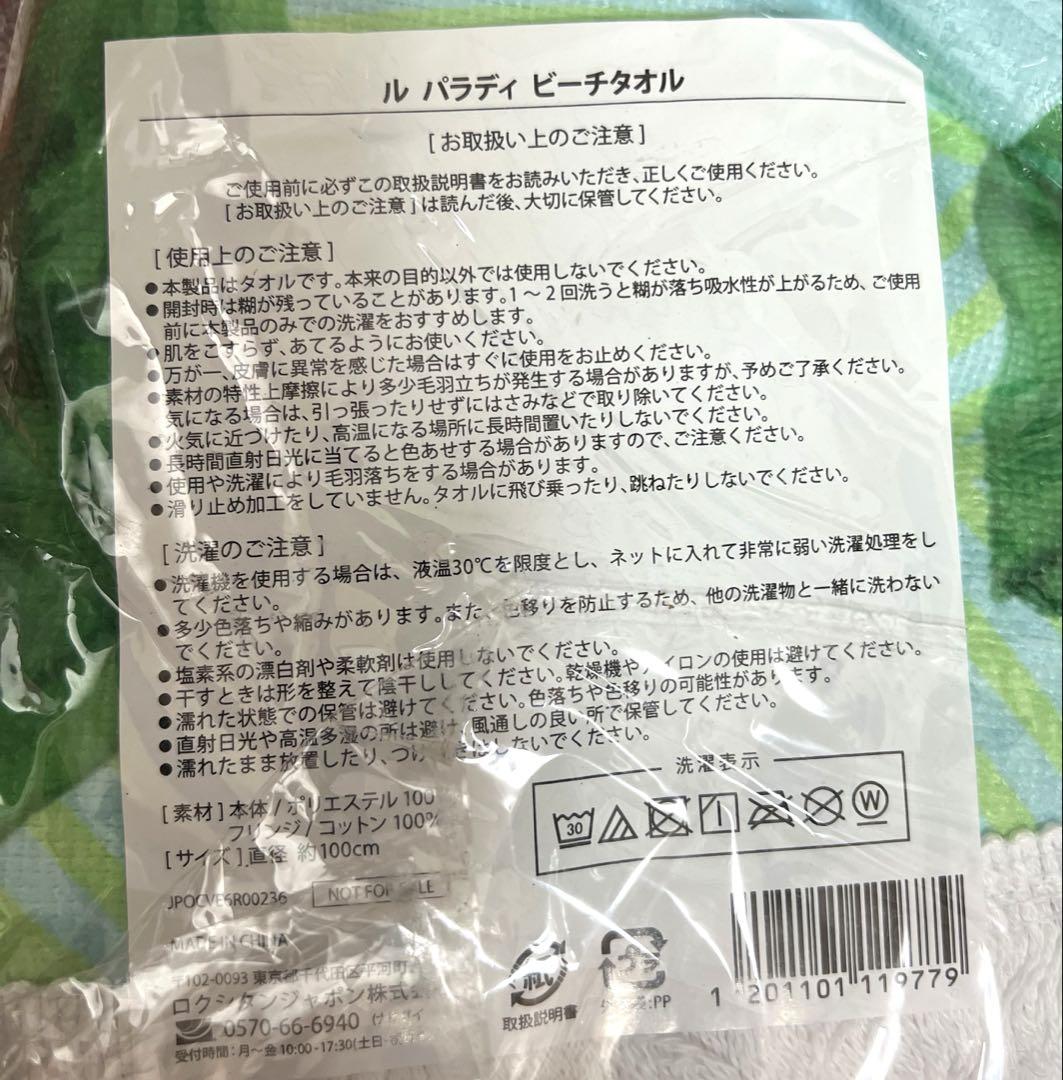 ル パラディ ビーチタオル
[お取扱い上のご注意]
ご使用前に必ずこの取扱説明書をお読みいただき、正しくご使用ください。
[お取扱い上のご注意]は読んだ後、大切に保管してください。
[使用上のご注意]
●本製品はタオルです。本来の目的以外では使用しないでください。
●開封時は糊が残っていることがあります。1～2回洗うと糊が落ち吸水性が上がるため、ご使用
前に本製品のみでの洗濯をおすすめします。
●肌をこすらず、あてるようにお使いください。
●万が一、皮膚に異常を感じた場合はすぐに使用をお止めください。
●素材の特性上摩擦により多少毛羽立ちが発生する場合がありますが、予めご了承ください。
気になる場合は、引っ張ったりせずにはさみなどで取り除いてください。
●火気に近づけたり、高温になる場所に長時間置いたりしないでください。
●長時間直射日光に当てると色あせする場合がありますので、ご注意ください。
●使用や洗濯により毛羽落ちをする場合があります。
●滑り止め加工をしていません。タオルに飛び乗ったり、跳ねたりしないでください。
[洗濯のご注意]
●洗濯機を使用する場合は、液温30℃を限度とし、ネットに入れて非常に弱い洗濯処理をし
てください。
●多少色落ちや縮みがあります。また、色移りを防止するため、他の洗濯物と一緒に洗わない
でください。
●塩素系の漂白剤や柔軟剤は使用しないでください。
●干すときは形を整えて陰干ししてください。乾燥機やアイロンの使用は避けてください。
●濡れた状態での保管は避けてください。色落ちや色移りの可能性があります。
●直射日光や高温多湿の所は避け、風通しの良い所で保管してください。
●濡れたまま放置したり、つけ しないでください。
洗濯表示
30 W
[素材]本体/ポリエステル 100
フリンジ/コットン 100%
[サイズ]直径 約100cm
JPOCVE6R00236 NOT FOR SALE
MADE IN CHINA
〒102-0093 東京都千代田区平河町
ロクシタンジャポン株式会
0570-66-6940
受付時間:月～金10:00-17:30(土日
紙
取扱説明書
プラ
:PP
1 201101 119779